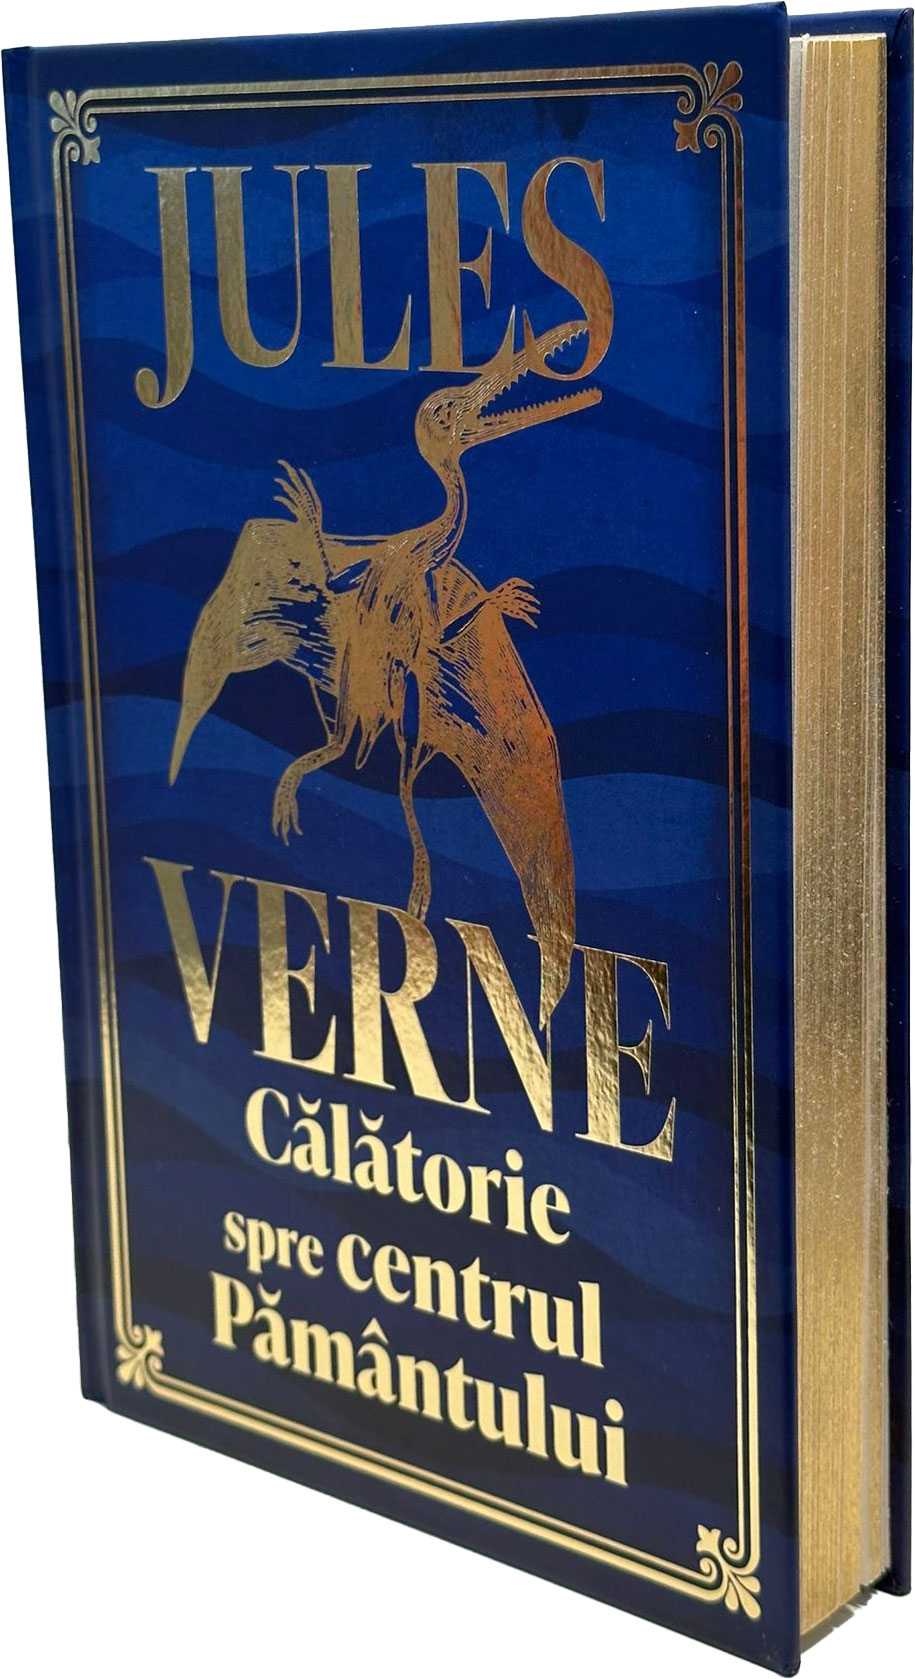 JULES
VERNE
Călătorie
spre centrul
Pământului